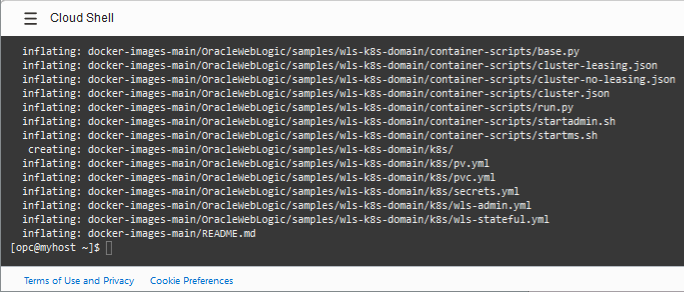 Cloud Shell
inflating: docker-images-main/OracleWebLogic/samples/wls-k8s-domain/container-scripts/base.py
inflating: docker-images-main/OracleWebLogic/samples/wls-k8s-domain/container-scripts/cluster-leasing.json
inflating: docker-images-main/OracleWebLogic/samples/wls-k8s-domain/container-scripts/cluster-no-leasing.json
inflating: docker-images-main/OracleWebLogic/samples/wls-k8s-domain/container-scripts/cluster.json
inflating: docker-images-main/OracleWebLogic/samples/wls-k8s-domain/container-scripts/run.py
inflating: docker-images-main/OracleWebLogic/samples/wls-k8s-domain/container-scripts/startadmin.sh
inflating: docker-images-main/OracleWebLogic/samples/wls-k8s-domain/container-scripts/startms.sh
creating: docker-images-main/OracleWebLogic/samples/wls-k8s-domain/k8s/
inflating: docker-images-main/OracleWebLogic/samples/wls-k8s-domain/k8s/pv.yml
inflating: docker-images-main/OracleWebLogic/samples/wls-k8s-domain/k8s/pvc.yml
inflating: docker-images-main/OracleWebLogic/samples/wls-k8s-domain/k8s/secrets.yml
inflating: docker-images-main/OracleWebLogic/samples/wls-k8s-domain/k8s/wls-admin.yml
inflating: docker-images-main/OracleWebLogic/samples/wls-k8s-domain/k8s/wls-stateful.yml
inflating: docker-images-main/README.md
[opc@myhost ~]$
Terms of Use and Privacy Cookie Preferences